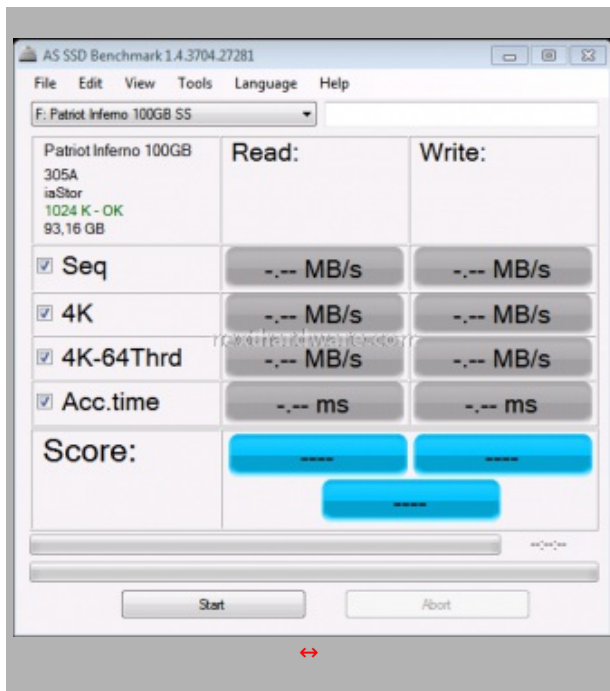 AS SSD Benchmark 1.4.3704.27281
File Edit View Tools Language Help
F: Patriot Inferno 100GB SS
Patriot Inferno 100GB
305A
iaStor
1024 K - OK
93,16 GB
Read:
Write:
Seq
-.-- MB/s
-.-- MB/s
4K
-.-- MB/s
-.-- MB/s
nexthardware.com
4K-64Thrd
-.-- MB/s
-.-- MB/s
Acc.time
-.-- ms
-.-- ms
Score:
----
----
----
--:--:--
Start
Abort